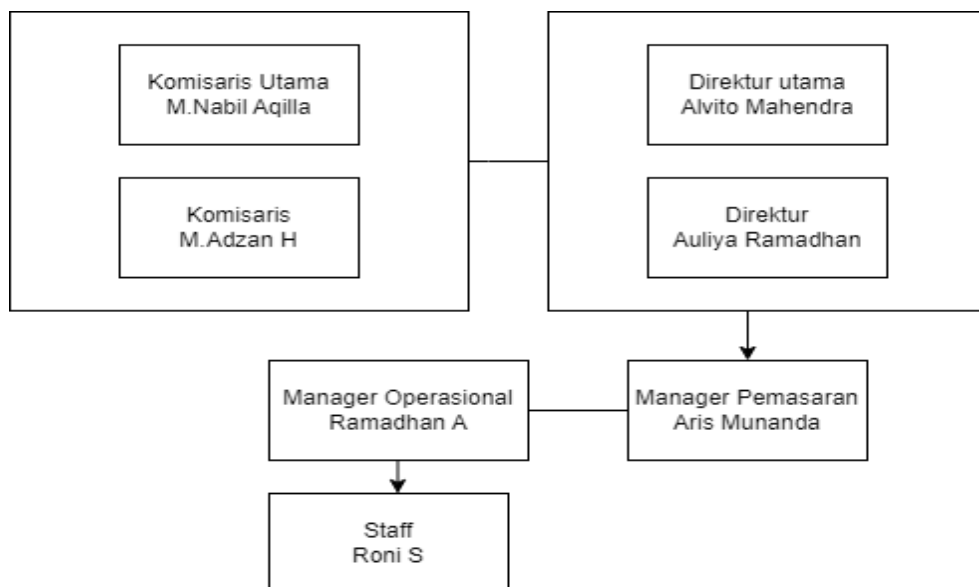 Komisaris Utama
M.Nabil Aqilla
Komisaris
M.Adzan H
Direktur utama
Alvito Mahendra
Direktur
Auliya Ramadhan
Manager Operasional
Ramadhan A
Manager Pemasaran
Aris Munanda
Staff
Roni S